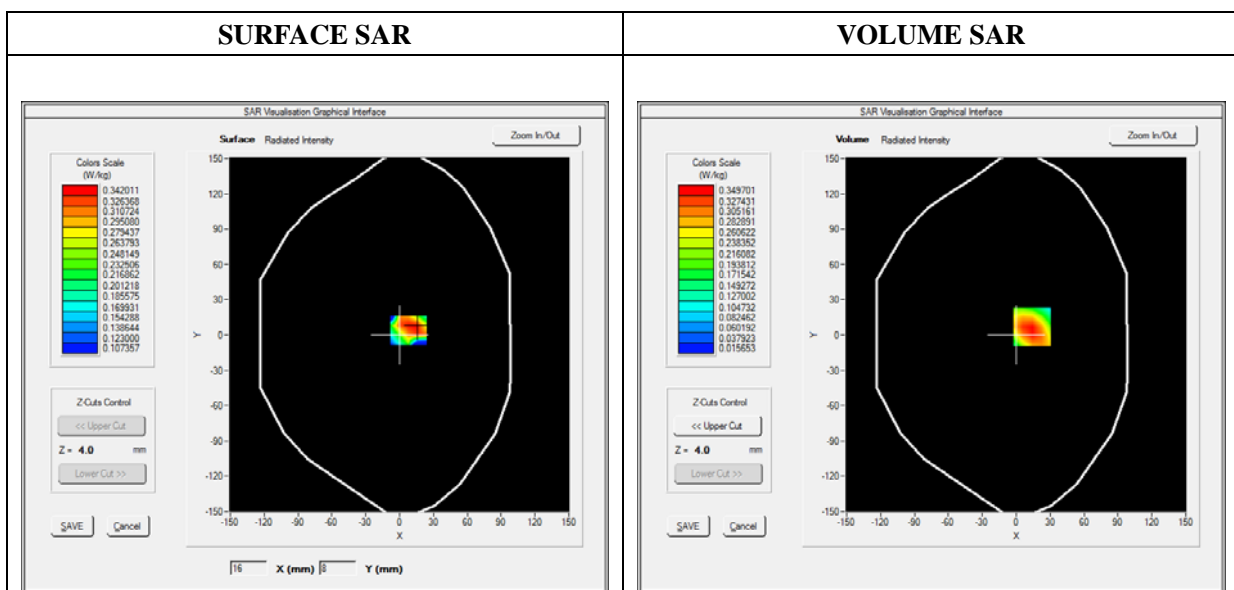 SURFACE SAR
VOLUME SAR
SAR Visualisation Graphical Interface
Surface Radiated Intensity
Zoom In/Out
Colors Scale
(W/kg)
0.342011
0.326368
0.310724
0.295080
0.279437
0.263793
0.248149
0.232506
0.216862
0.201218
0.185575
0.169931
0.154288
0.138644
0.123000
0.107357
Z-Cuts Control
<< Upper Cut
Z = 4.0 mm
Lower Cut >>
SAVE Cancel
150
120
90
60
30
0
-30
-60
-90
-120
-150
Y
-150 -120 -90 -60 -30 0 30 60 90 120 150
X
16 X (mm) 8 Y (mm)
SAR Visualisation Graphical Interface
Volume Radiated Intensity
Zoom In/Out
Colors Scale
(W/kg)
0.349701
0.327431
0.305161
0.282891
0.260622
0.238352
0.216082
0.193812
0.171542
0.149272
0.127002
0.104732
0.082462
0.060192
0.037923
0.015653
Z-Cuts Control
<< Upper Cut
Z = 4.0 mm
Lower Cut >>
SAVE Cancel
150
120
90
60
30
0
-30
-60
-90
-120
-150
Y
-150 -120 -90 -60 -30 0 30 60 90 120 150
X